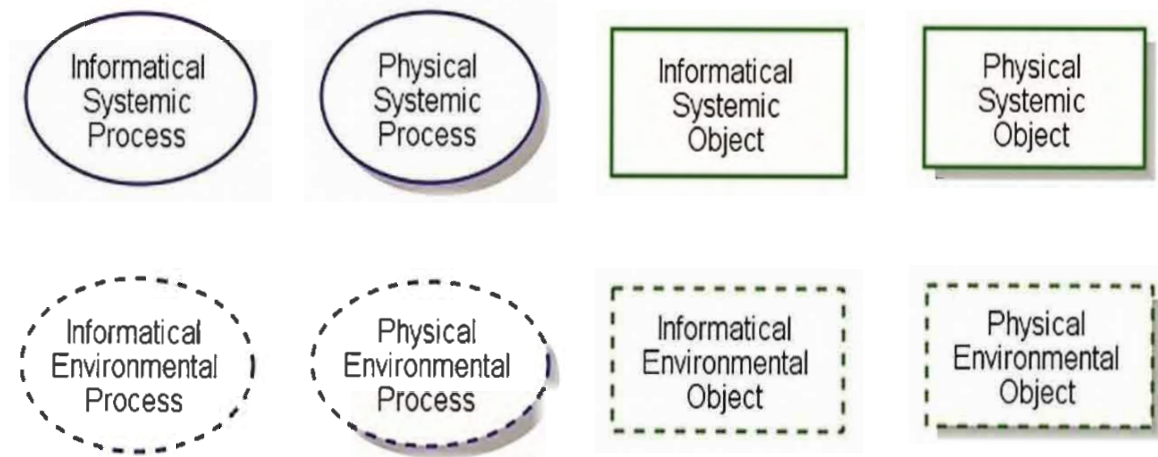 Informatical
Systemic
Process
Physical
Systemic
Process
Informatical
Systemic
Object
Physical
Systemic
Object
Informatical
Environmental
Process
Physical
Environmental
Process
Informatical
Environmental
Object
Physical
Environmental
Object